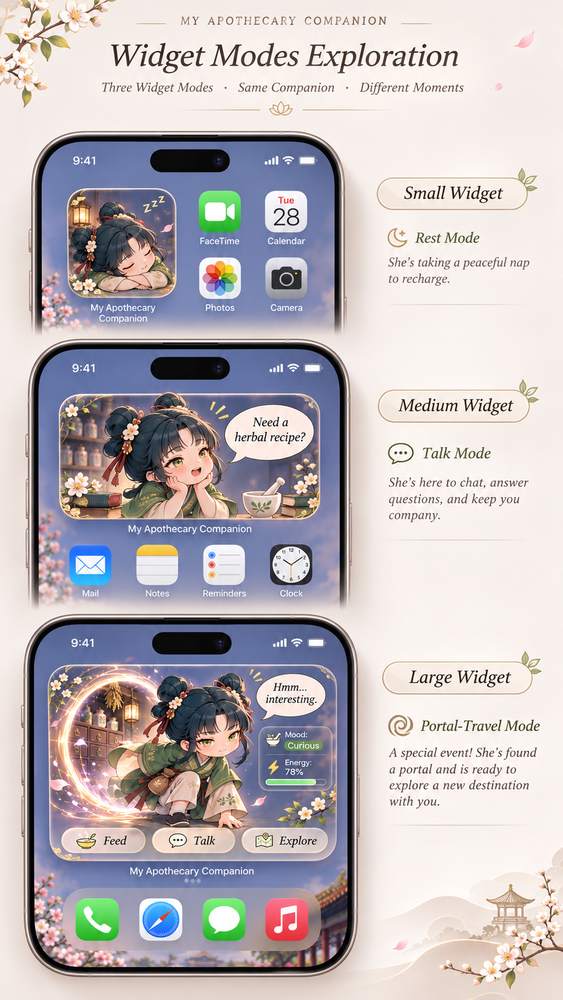 MY APOTHECARY COMPANION
Widget Modes Exploration
Three Widget Modes · Same Companion · Different Moments
9:41
zzz
FaceTime
Tue
28
Calendar
Photos
Camera
My Apothecary
Companion
Small Widget
Rest Mode
She's taking a peaceful nap
to recharge.
9:41
Need a
herbal recipe?
My Apothecary Companion
Mail
Notes
Reminders
Clock
Medium Widget
Talk Mode
She's here to chat, answer
questions, and keep you
company.
9:41
Hmm...
interesting.
Mood:
Curious
Energy:
78%
Feed
Talk
Explore
My Apothecary Companion
Large Widget
Portal-Travel Mode
A special event! She's found
a portal and is ready to
explore a new destination
with you.